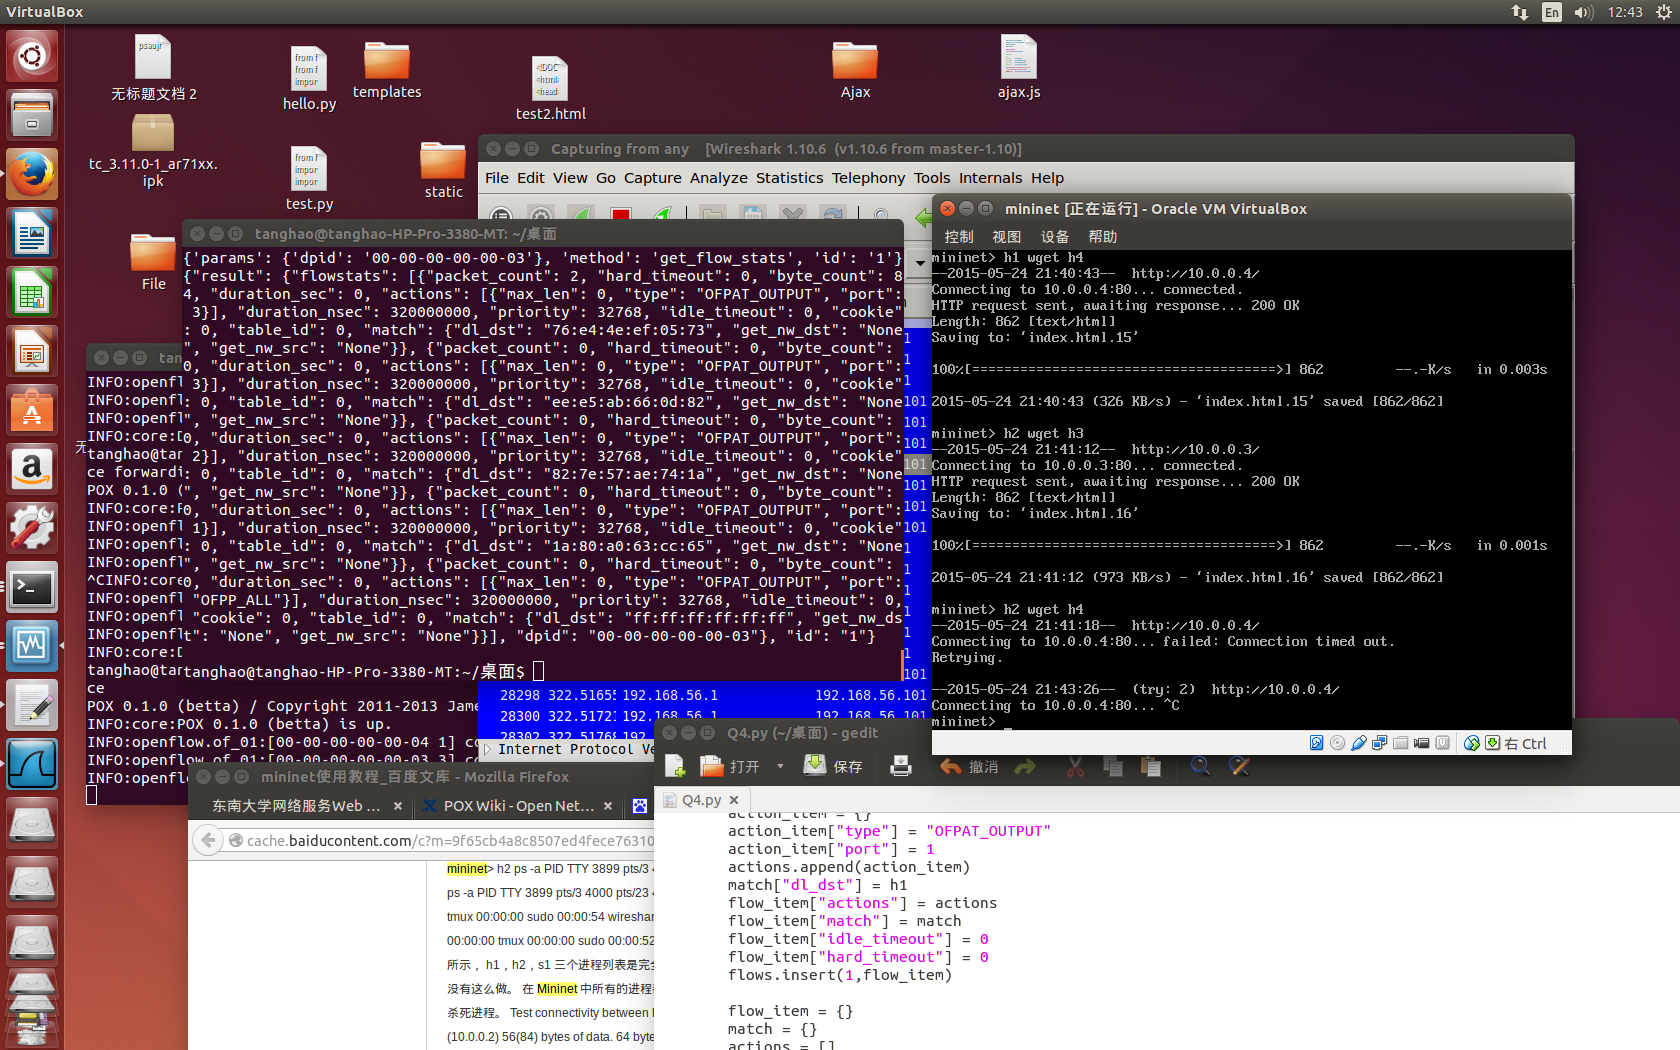 VirtualBox
En
12:43
无标题文档 2
hello.py
templates
test2.html
Ajax
ajax.js
tc_3.11.0-1_ar71xx.
ipk
test.py
static
File
Capturing from any   [Wireshark 1.10.6  (v1.10.6 from master-1.10)]
File Edit View Go Capture Analyze Statistics Telephony Tools Internals Help
tanghao@tanghao-HP-Pro-3380-MT: ~/桌面
{'params': {'dpid': '00-00-00-00-00-03'}, 'method': 'get_flow_stats', 'id': '1'}
{"result": {"flowstats": [{"packet_count": 2, "hard_timeout": 0, "byte_count": 8
4, "duration_sec": 0, "actions": [{"max_len": 0, "type": "OFPAT_OUTPUT", "port":
 3}], "duration_nsec": 320000000, "priority": 32768, "idle_timeout": 0, "cookie"
: 0, "table_id": 0, "match": {"dl_dst": "76:e4:4e:ef:05:73", "get_nw_dst": "None
", "get_nw_src": "None"}}, {"packet_count": 0, "hard_timeout": 0, "byte_count": 
0, "duration_sec": 0, "actions": [{"max_len": 0, "type": "OFPAT_OUTPUT", "port":
 3}], "duration_nsec": 320000000, "priority": 32768, "idle_timeout": 0, "cookie"
: 0, "table_id": 0, "match": {"dl_dst": "ee:e5:ab:66:0d:82", "get_nw_dst": "None
", "get_nw_src": "None"}}, {"packet_count": 0, "hard_timeout": 0, "byte_count": 
0, "duration_sec": 0, "actions": [{"max_len": 0, "type": "OFPAT_OUTPUT", "port":
 2}], "duration_nsec": 320000000, "priority": 32768, "idle_timeout": 0, "cookie"
: 0, "table_id": 0, "match": {"dl_dst": "82:7e:57:ae:74:1a", "get_nw_dst": "None
", "get_nw_src": "None"}}, {"packet_count": 0, "hard_timeout": 0, "byte_count": 
0, "duration_sec": 0, "actions": [{"max_len": 0, "type": "OFPAT_OUTPUT", "port":
 1}], "duration_nsec": 320000000, "priority": 32768, "idle_timeout": 0, "cookie"
: 0, "table_id": 0, "match": {"dl_dst": "1a:80:a0:63:cc:65", "get_nw_dst": "None
", "get_nw_src": "None"}}, {"packet_count": 0, "hard_timeout": 0, "byte_count": 
0, "duration_sec": 0, "actions": [{"max_len": 0, "type": "OFPAT_OUTPUT", "port":
 "OFPP_ALL"}], "duration_nsec": 320000000, "priority": 32768, "idle_timeout": 0,
 "cookie": 0, "table_id": 0, "match": {"dl_dst": "ff:ff:ff:ff:ff:ff", "get_nw_ds
t": "None", "get_nw_src": "None"}}], "dpid": "00-00-00-00-00-03"}, "id": "1"}
tanghao@tanghao-HP-Pro-3380-MT:~/桌面$
mininet [正在运行] - Oracle VM VirtualBox
控制 视图 设备 帮助
mininet> h1 wget h4
--2015-05-24 21:40:43--  http://10.0.0.4/
Connecting to 10.0.0.4:80... connected.
HTTP request sent, awaiting response... 200 OK
Length: 862 [text/html]
Saving to: ‘index.html.15’
100%[======================================>] 862         --.-K/s   in 0.003s
2015-05-24 21:40:43 (326 KB/s) - ‘index.html.15’ saved [862/862]
mininet> h2 wget h3
--2015-05-24 21:41:12--  http://10.0.0.3/
Connecting to 10.0.0.3:80... connected.
HTTP request sent, awaiting response... 200 OK
Length: 862 [text/html]
Saving to: ‘index.html.16’
100%[======================================>] 862         --.-K/s   in 0.001s
2015-05-24 21:41:12 (973 KB/s) - ‘index.html.16’ saved [862/862]
mininet> h2 wget h4
--2015-05-24 21:41:18--  http://10.0.0.4/
Connecting to 10.0.0.4:80... failed: Connection timed out.
Retrying.
--2015-05-24 21:43:26--  (try: 2)  http://10.0.0.4/
Connecting to 10.0.0.4:80... ^C
mininet> _
右 Ctrl
INFO:openfl
INFO:openfl
INFO:openfl
INFO:core:D
tanghao@tan
ce forwardi
POX 0.1.0 (
INFO:core:P
INFO:openfl
INFO:openfl
INFO:openfl
^CINFO:core
INFO:openfl
INFO:openfl
INFO:openfl
INFO:core:D
tanghao@tan
ce
POX 0.1.0 (betta) / Copyright 2011-2013 Jame
INFO:core:POX 0.1.0 (betta) is up.
INFO:openflow.of_01:[00-00-00-00-00-04 1] co
INFO:openflow.of_01:[00-00-00-00-00-03 3] co
INFO:openfl
28298 322.51655 192.168.56.1 192.168.56.101
28300 322.51721 192.168.56.1 192.168.56.101
28302 322.51768 192.168.56.1
Internet Protocol Ve
mininet使用教程_百度文库 - Mozilla Firefox
东南大学网络服务Web ...
POX Wiki - Open Net...
cache.baiducontent.com/c?m=9f65cb4a8c8507ed4fece76310
mininet> h2 ps -a PID TTY 3899 pts/3
ps -a PID TTY 3899 pts/3 4000 pts/23
tmux 00:00:00 sudo 00:00:54 wireshar
00:00:00 tmux 00:00:00 sudo 00:00:52
所示， h1，h2，s1 三个进程列表是完全
没有这么做。 在 Mininet 中所有的进程
杀死进程。 Test connectivity between
(10.0.0.2) 56(84) bytes of data. 64 byte
Q4.py (~/桌面) - gedit
打开
保存
撤消
Q4.py
action_item = {}
action_item["type"] = "OFPAT_OUTPUT"
action_item["port"] = 1
actions.append(action_item)
match["dl_dst"] = h1
flow_item["actions"] = actions
flow_item["match"] = match
flow_item["idle_timeout"] = 0
flow_item["hard_timeout"] = 0
flows.insert(1,flow_item)
flow_item = {}
match = {}
actions = []